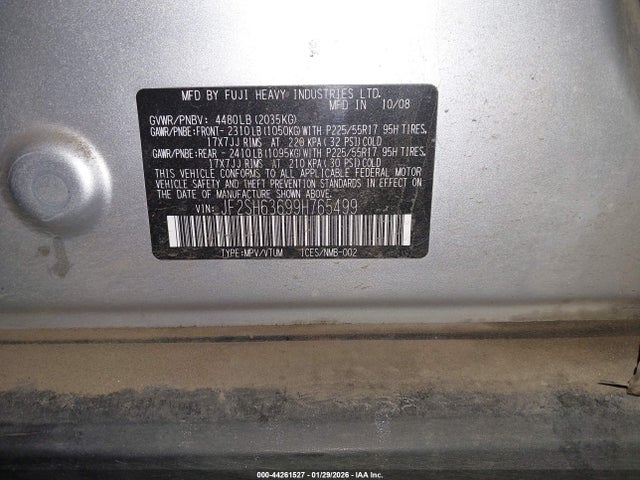 MFD BY FUJI HEAVY INDUSTRIES LTD.
MFD IN 10/08
GVWR/PNBV: 4480LB(2035KG)
GAWR/PNBE:FRONT- 2310LB(1050KG)WITH P225/55R17 95H TIRES.
17X7JJ RIMS AT 220KPA(32 PSI)COLD
GAWR/PNBE:REAR - 2410LB(1095KG)WITH P225/55R17 95H TIRES.
17X7JJ RIMS AT 210 KPA(30 PSI)COLD
THIS VEHICLE CONFORMS TO ALL APPLICABLE FEDERAL MOTOR
VEHICLE SAFETY AND THEFT PREVENTION STANDARDS IN EFFECT ON
THE DATE OF MANUFACTURE SHOWN ABOVE.
VIN: JF2SH63699H765499
TYPE:MPV/VTUM ICES/NMB-002
000-44261527 - 01/29/2026 - IAA Inc.